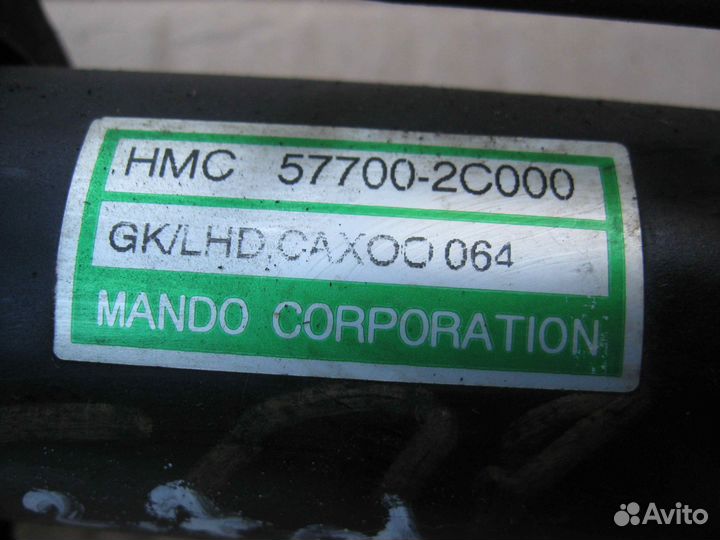 HMC 57700-2C000
GK/LHD CAXOO 064
MANDO CORPORATION
Avito